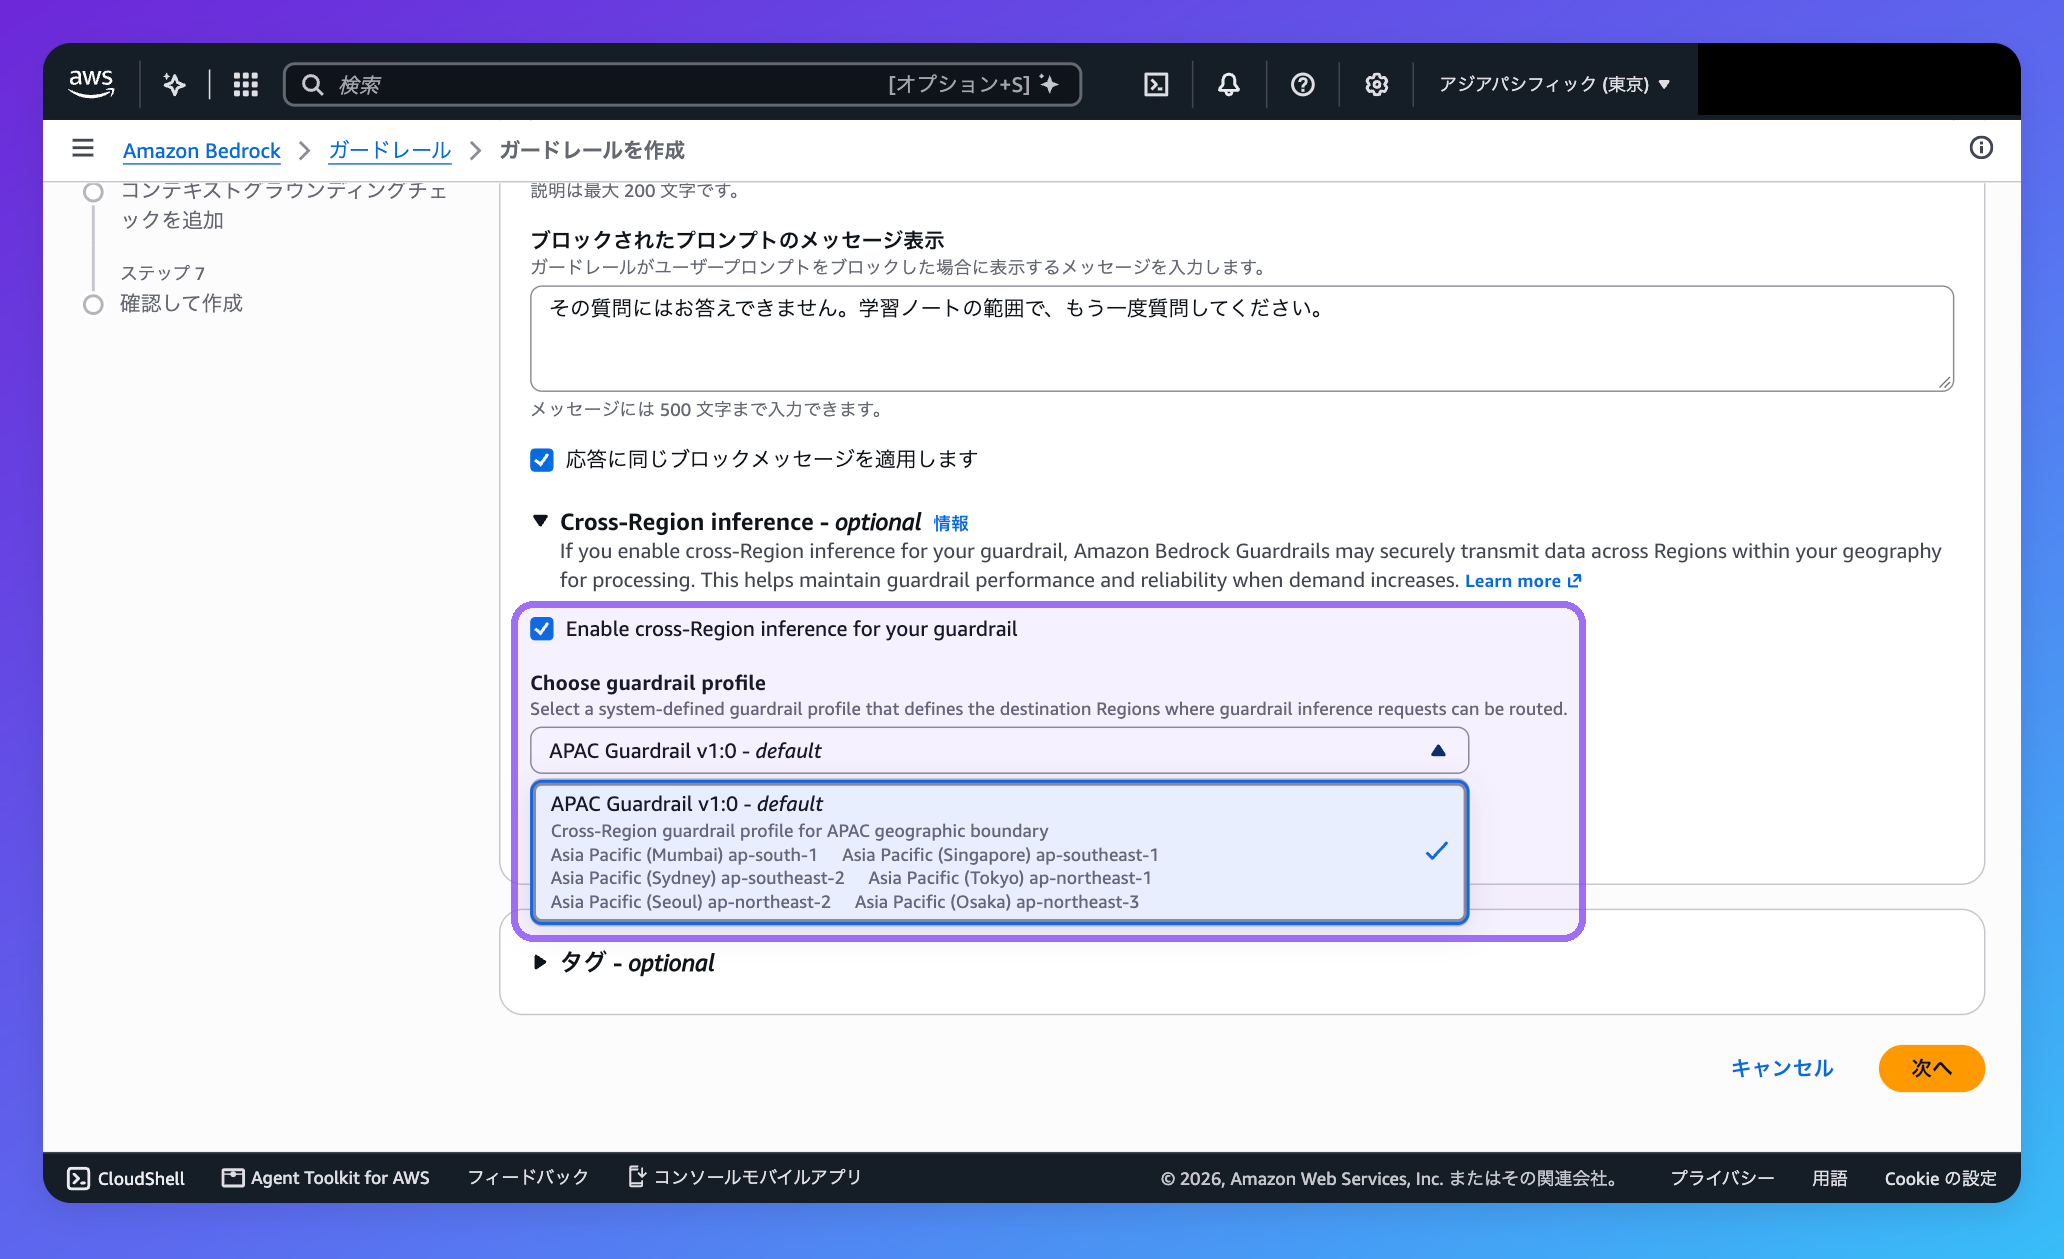 aws
検索
[オプション+S]
アジアパシフィック (東京) ▼
Amazon Bedrock
ガードレール
ガードレールを作成
コンテキストグラウンディングチェ
ックを追加
ステップ 7
確認して作成
説明は最大 200 文字です。
ブロックされたプロンプトのメッセージ表示
ガードレールがユーザープロンプトをブロックした場合に表示するメッセージを入力します。
その質問にはお答えできません。学習ノートの範囲で、もう一度質問してください。
メッセージには 500 文字まで入力できます。
応答に同じブロックメッセージを適用します
Cross-Region inference - optional 情報
If you enable cross-Region inference for your guardrail, Amazon Bedrock Guardrails may securely transmit data across Regions within your geography
for processing. This helps maintain guardrail performance and reliability when demand increases. Learn more
Enable cross-Region inference for your guardrail
Choose guardrail profile
Select a system-defined guardrail profile that defines the destination Regions where guardrail inference requests can be routed.
APAC Guardrail v1:0 - default
APAC Guardrail v1:0 - default
Cross-Region guardrail profile for APAC geographic boundary
Asia Pacific (Mumbai) ap-south-1 Asia Pacific (Singapore) ap-southeast-1
Asia Pacific (Sydney) ap-southeast-2 Asia Pacific (Tokyo) ap-northeast-1
Asia Pacific (Seoul) ap-northeast-2 Asia Pacific (Osaka) ap-northeast-3
タグ - optional
キャンセル
次へ
CloudShell
Agent Toolkit for AWS
フィードバック
コンソールモバイルアプリ
© 2026, Amazon Web Services, Inc. またはその関連会社。
プライバシー
用語
Cookie の設定